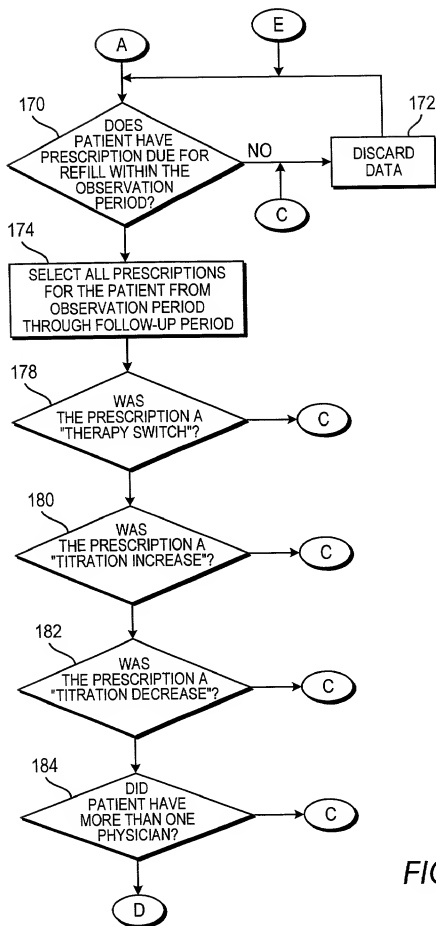 A
E
170
DOES
PATIENT HAVE
PRESCRIPTION DUE FOR
REFILL WITHIN THE
OBSERVATION
PERIOD?
NO
172
DISCARD
DATA
C
174
SELECT ALL PRESCRIPTIONS
FOR THE PATIENT FROM
OBSERVATION PERIOD
THROUGH FOLLOW-UP PERIOD
178
WAS
THE PRESCRIPTION A
"THERAPY SWITCH"?
C
180
WAS
THE PRESCRIPTION A
"TITRATION INCREASE"?
C
182
WAS
THE PRESCRIPTION A
"TITRATION DECREASE"?
C
184
DID
PATIENT HAVE
MORE THAN ONE
PHYSICIAN?
C
D